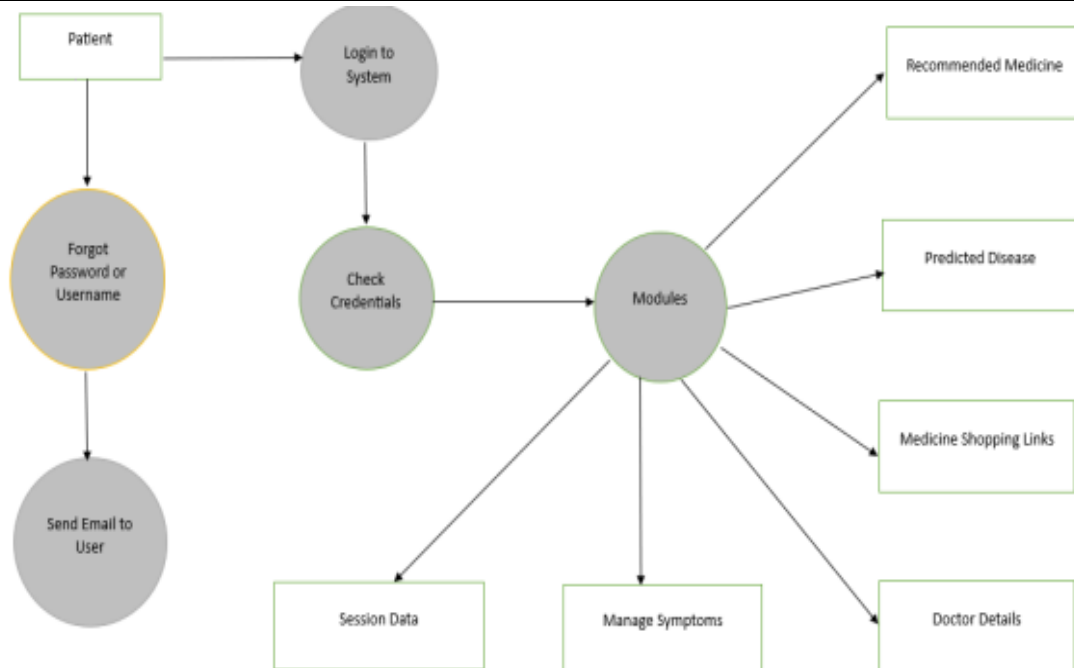 Patient
Login to
System
Recommended Medicine
Forgot
Password or
Username
Check
Credentials
Modules
Predicted Disease
Medicine Shopping Links
Send Email to
User
Session Data
Manage Symptoms
Doctor Details